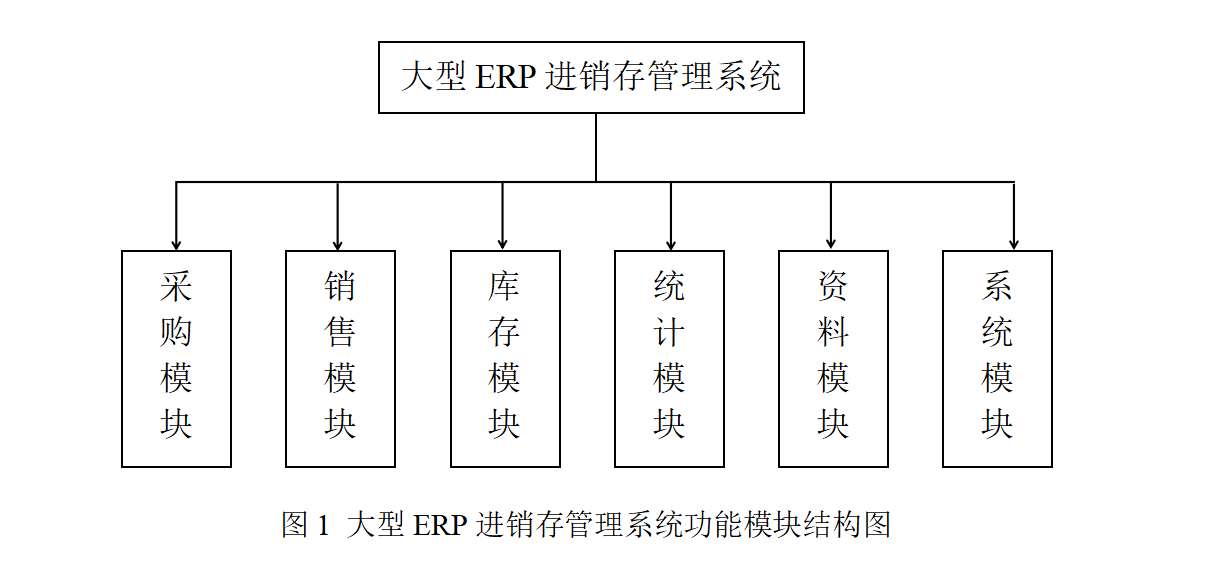 大型 ERP 进销存管理系统
采购模块
销售模块
库存模块
统计模块
资料模块
系统模块
图 1 大型 ERP 进销存管理系统功能模块结构图